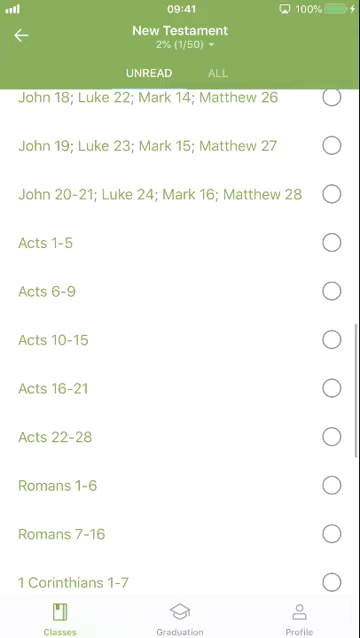 09:41
100%
New Testament
2% (1/50)
UNREAD ALL
John 18; Luke 22; Mark 14; Matthew 26
John 19; Luke 23; Mark 15; Matthew 27
John 20-21; Luke 24; Mark 16; Matthew 28
Acts 1-5
Acts 6-9
Acts 10-15
Acts 16-21
Acts 22-28
Romans 1-6
Romans 7-16
1 Corinthians 1-7
Classes Graduation Profile